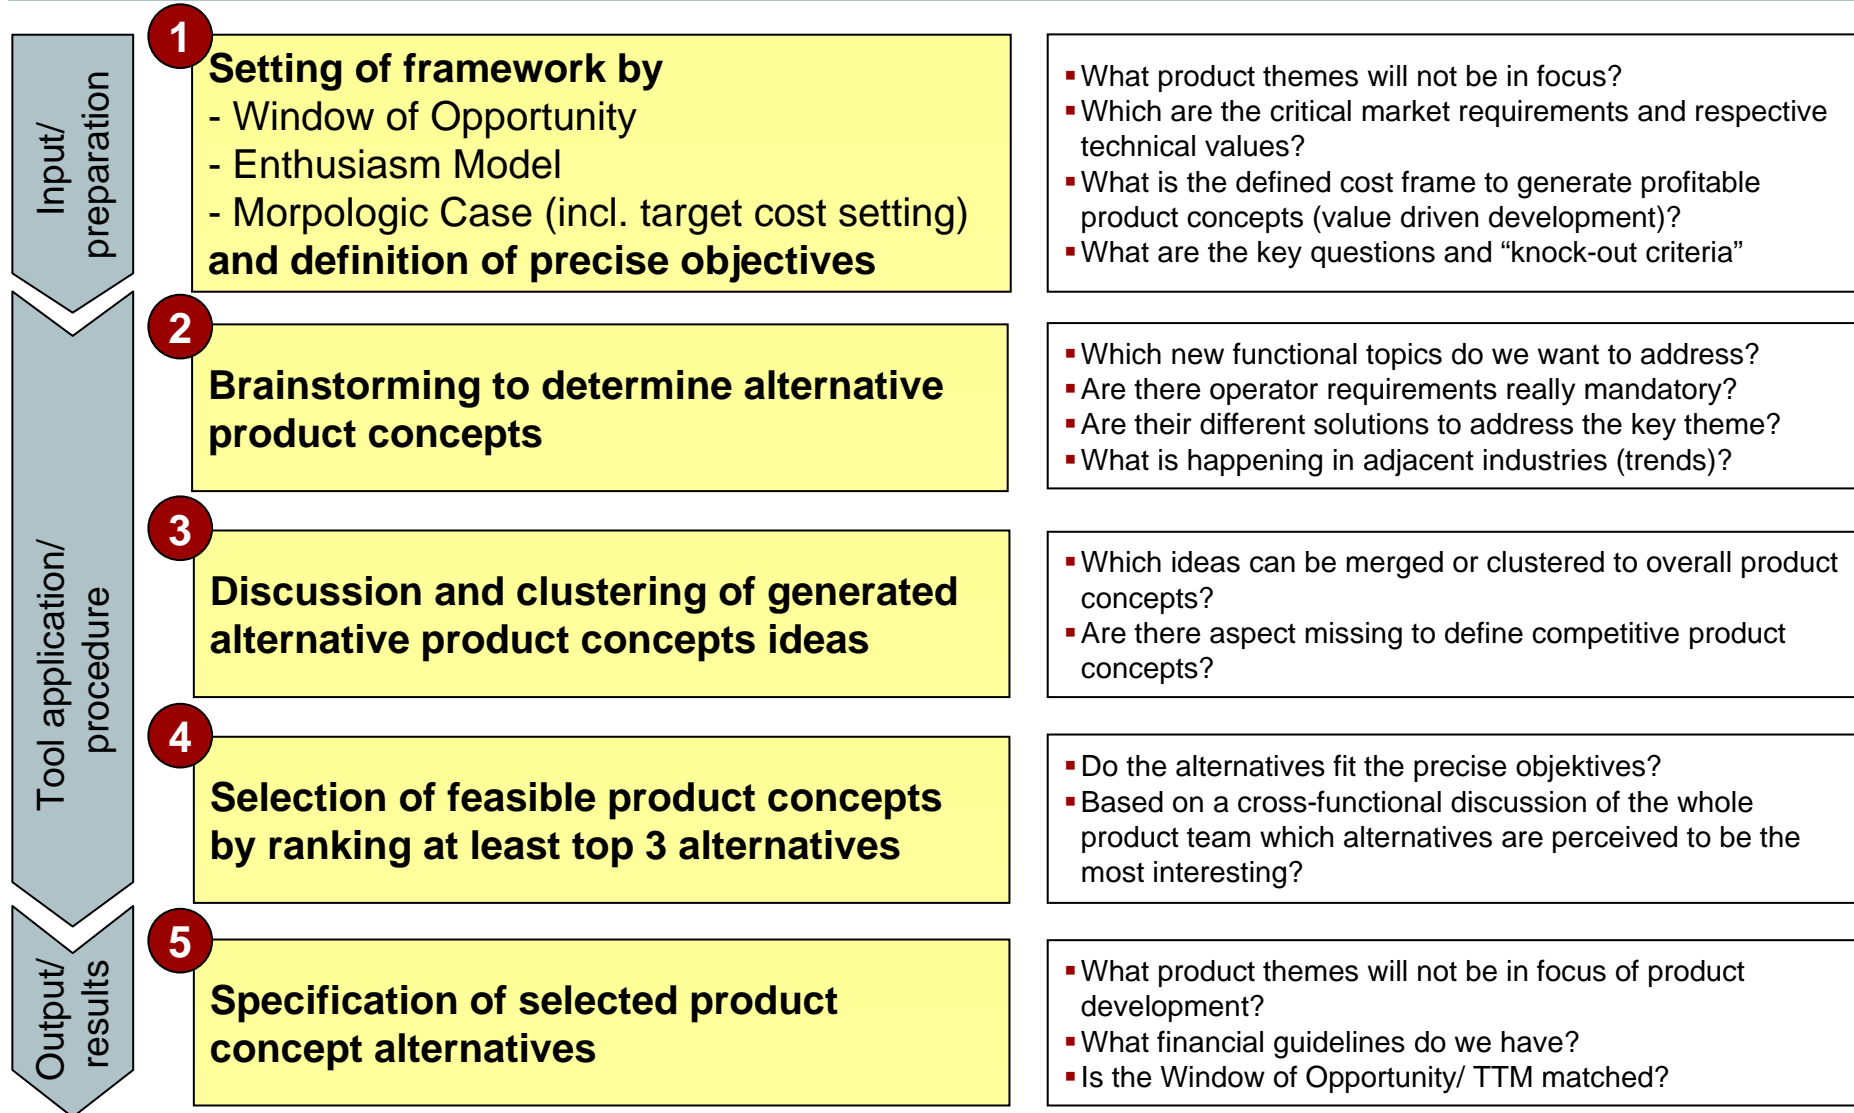 Input/
preparation
1
Setting of framework by
- Window of Opportunity
- Enthusiasm Model
- Morpologic Case (incl. target cost setting)
and definition of precise objectives
▪What product themes will not be in focus?
▪Which are the critical market requirements and respective
technical values?
▪What is the defined cost frame to generate profitable
product concepts (value driven development)?
▪What are the key questions and “knock-out criteria”
Tool application/
procedure
2
Brainstorming to determine alternative
product concepts
▪Which new functional topics do we want to address?
▪Are there operator requirements really mandatory?
▪Are their different solutions to address the key theme?
▪What is happening in adjacent industries (trends)?
3
Discussion and clustering of generated
alternative product concepts ideas
▪Which ideas can be merged or clustered to overall product
concepts?
▪Are there aspect missing to define competitive product
concepts?
4
Selection of feasible product concepts
by ranking at least top 3 alternatives
▪Do the alternatives fit the precise objektives?
▪Based on a cross-functional discussion of the whole
product team which alternatives are perceived to be the
most interesting?
Output/
results
5
Specification of selected product
concept alternatives
▪What product themes will not be in focus of product
development?
▪What financial guidelines do we have?
▪Is the Window of Opportunity/ TTM matched?